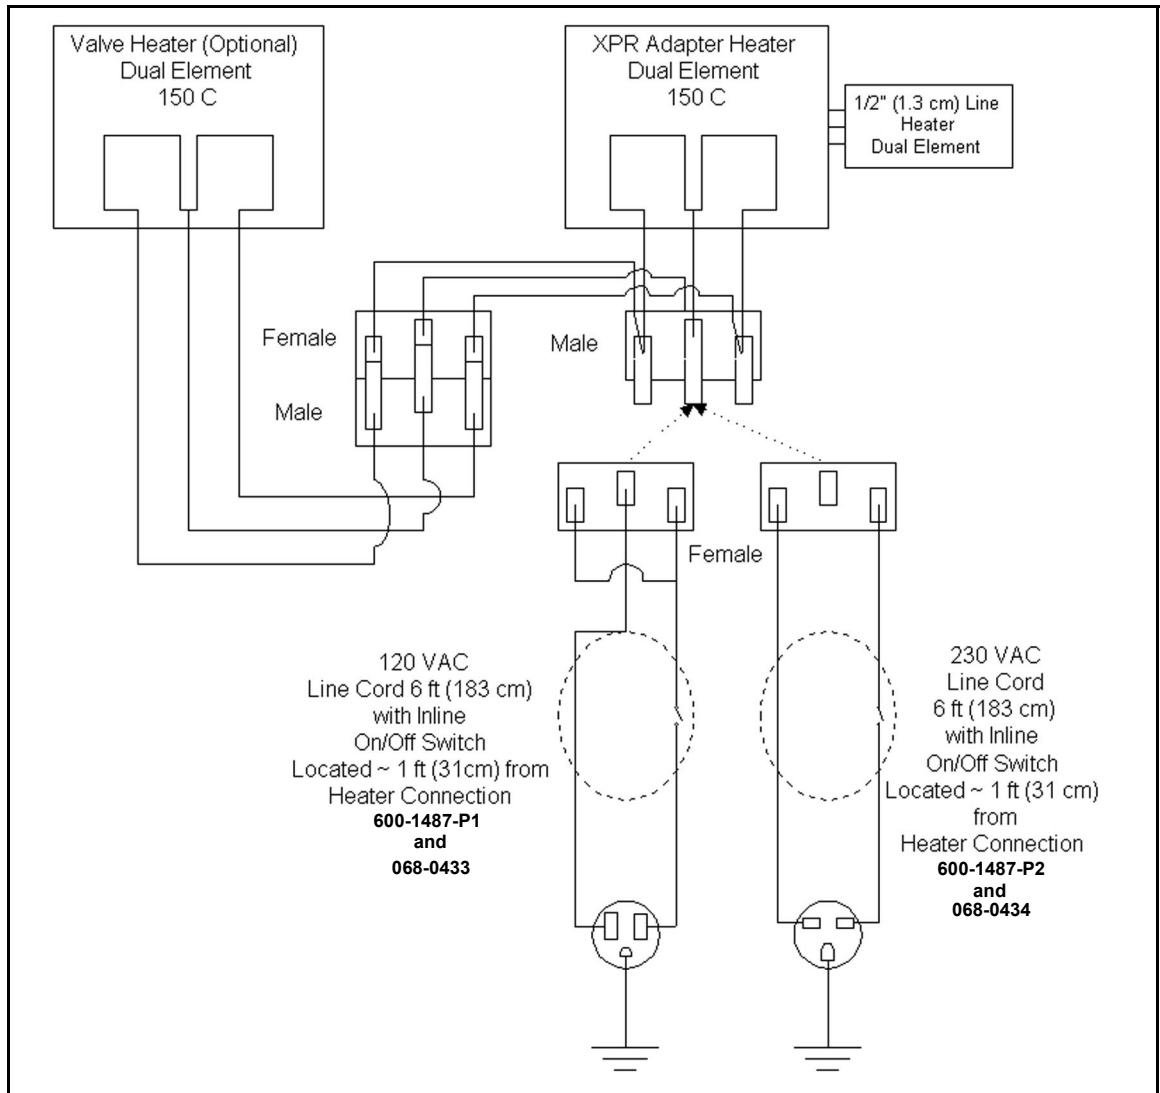 Valve Heater (Optional)
Dual Element
150 C
XPR Adapter Heater
Dual Element
150 C
1/2" (1.3 cm) Line
Heater
Dual Element
Female
Male
Male
Female
120 VAC
Line Cord 6 ft (183 cm)
with Inline
On/Off Switch
Located ~ 1 ft (31cm) from
Heater Connection
600-1487-P1
and
068-0433
230 VAC
Line Cord
6 ft (183 cm)
with Inline
On/Off Switch
Located ~ 1 ft (31 cm)
from
Heater Connection
600-1487-P2
and
068-0434